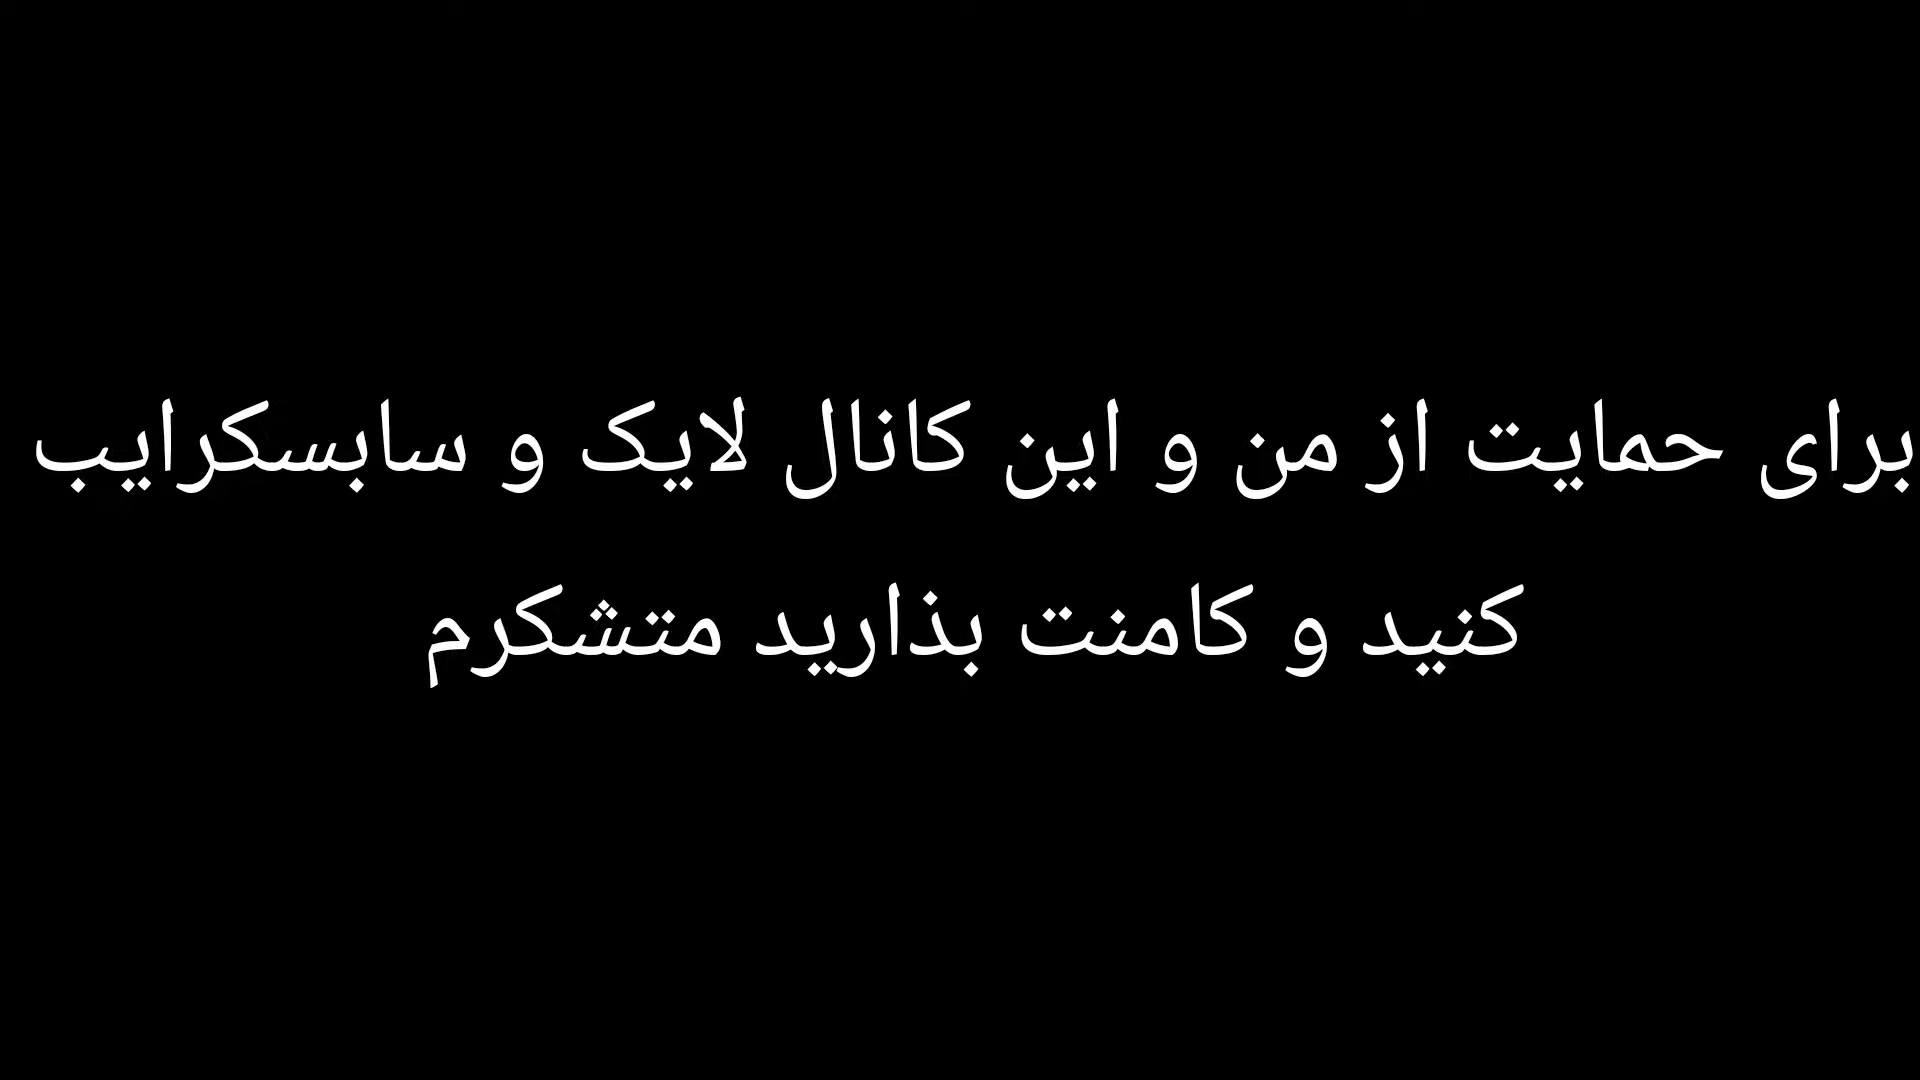 برای حمایت از من و این کانال لایک و سابسکرایب
کنید و کامنت بذارید متشکرم